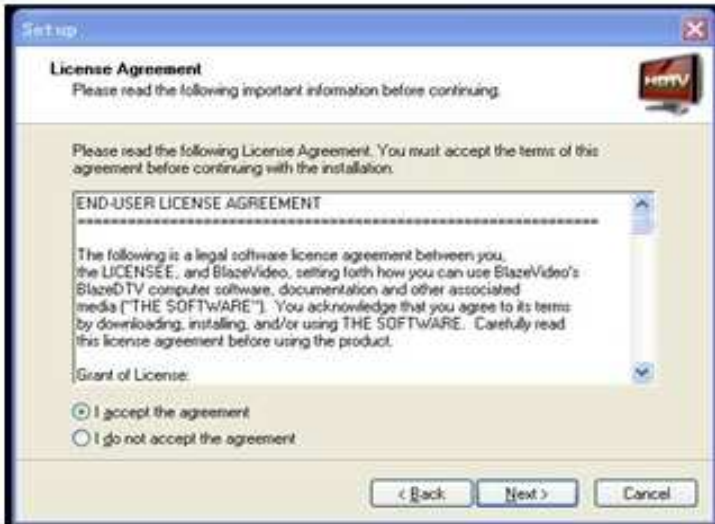 Setup
License Agreement
Please read the following important information before continuing.
HDTV
Please read the following License Agreement. You must accept the terms of this
agreement before continuing with the installation.
END-USER LICENSE AGREEMENT
==============================================================
The following is a legal software license agreement between you,
the LICENSEE, and BlazeVideo, setting forth how you can use BlazeVideo's
BlazeDTV computer software, documentation and other associated
media ("THE SOFTWARE"). You acknowledge that you agree to its terms
by downloading, installing, and/or using THE SOFTWARE. Carefully read
this license agreement before using the product.
Grant of License:
I accept the agreement
I do not accept the agreement
< Back
Next >
Cancel